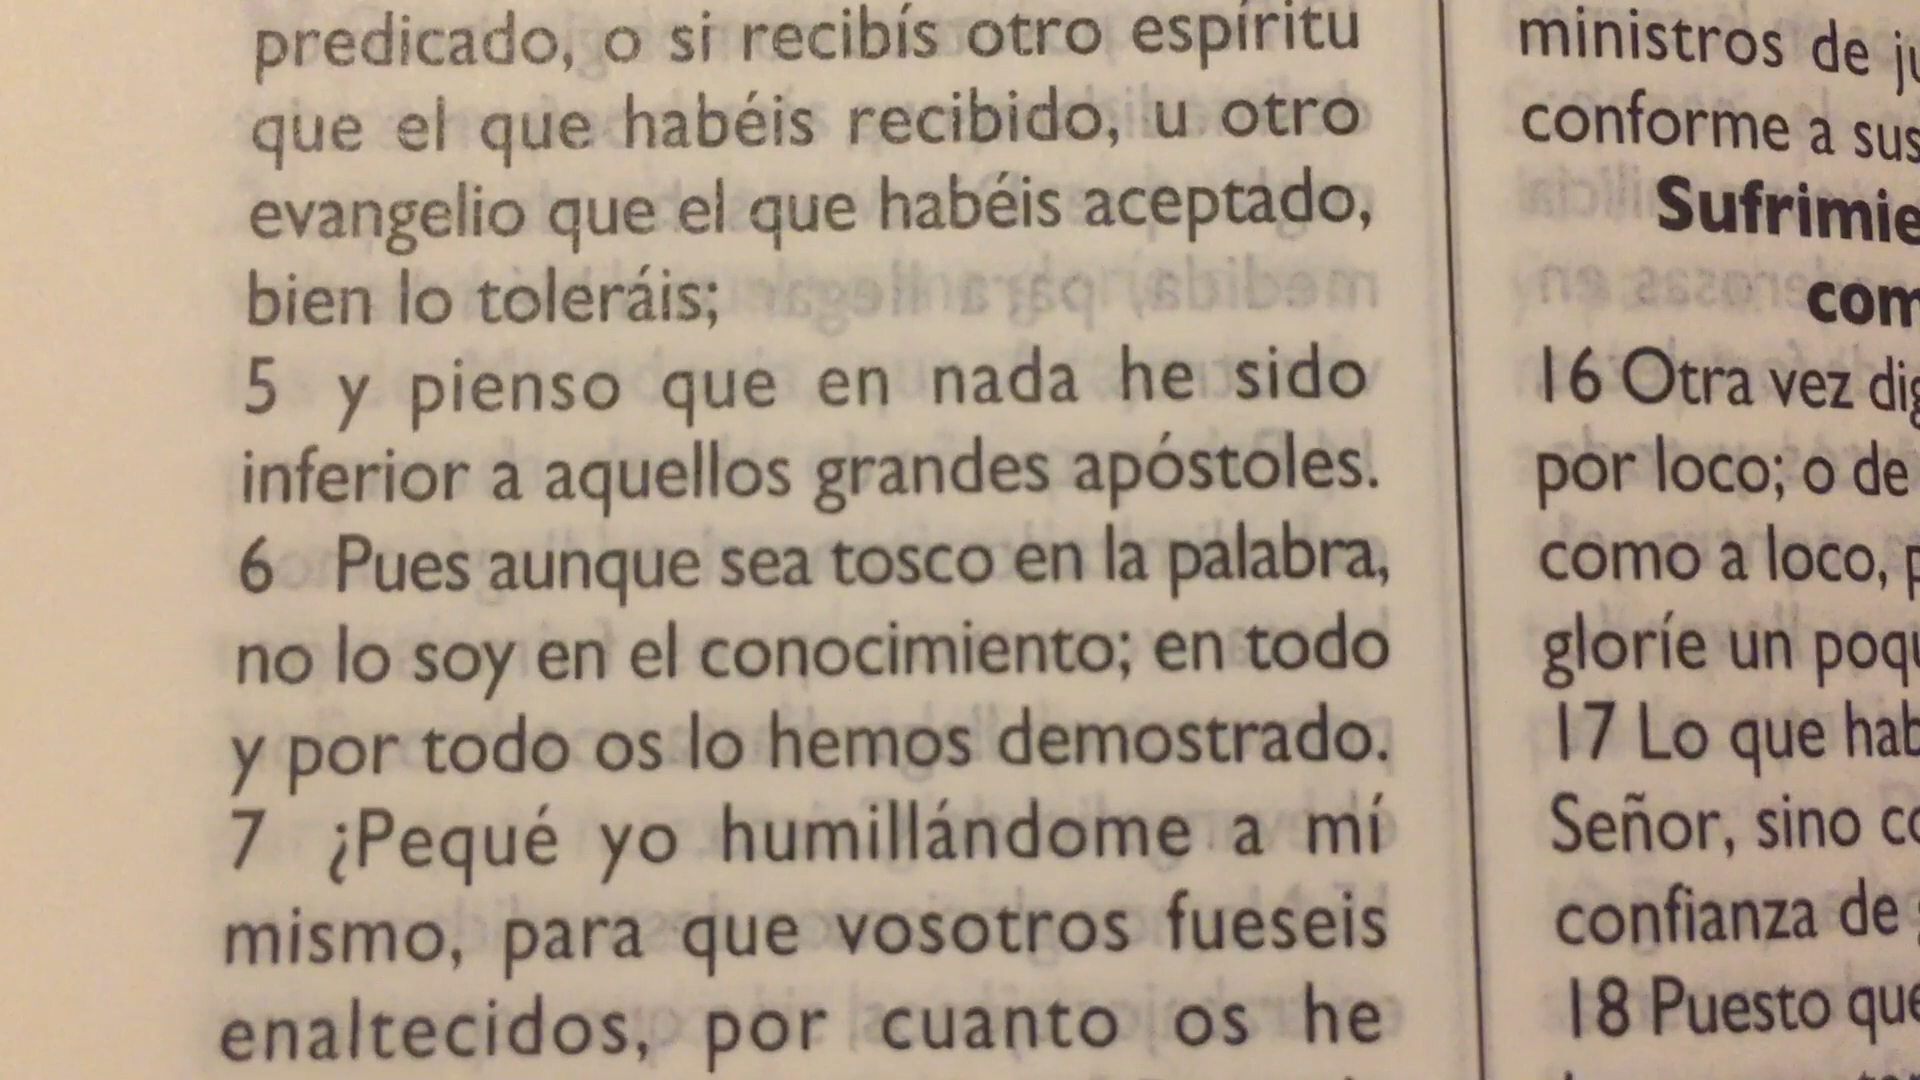 predicado, o si recibís otro espíritu
que el que habéis recibido, u otro
evangelio que el que habéis aceptado,
bien lo toleráis;
5 y pienso que en nada he sido
inferior a aquellos grandes apóstoles.
6 Pues aunque sea tosco en la palabra,
no lo soy en el conocimiento; en todo
y por todo os lo hemos demostrado.
7 ¿Pequé yo humillándome a mí
mismo, para que vosotros fueseis
enaltecidos, por cuanto os he
ministros de
conforme a sus
16 Otra vez
por loco; o de
como a loco,
gloríe un
17 Lo que
Señor, sino
confianza de
18 Puesto que